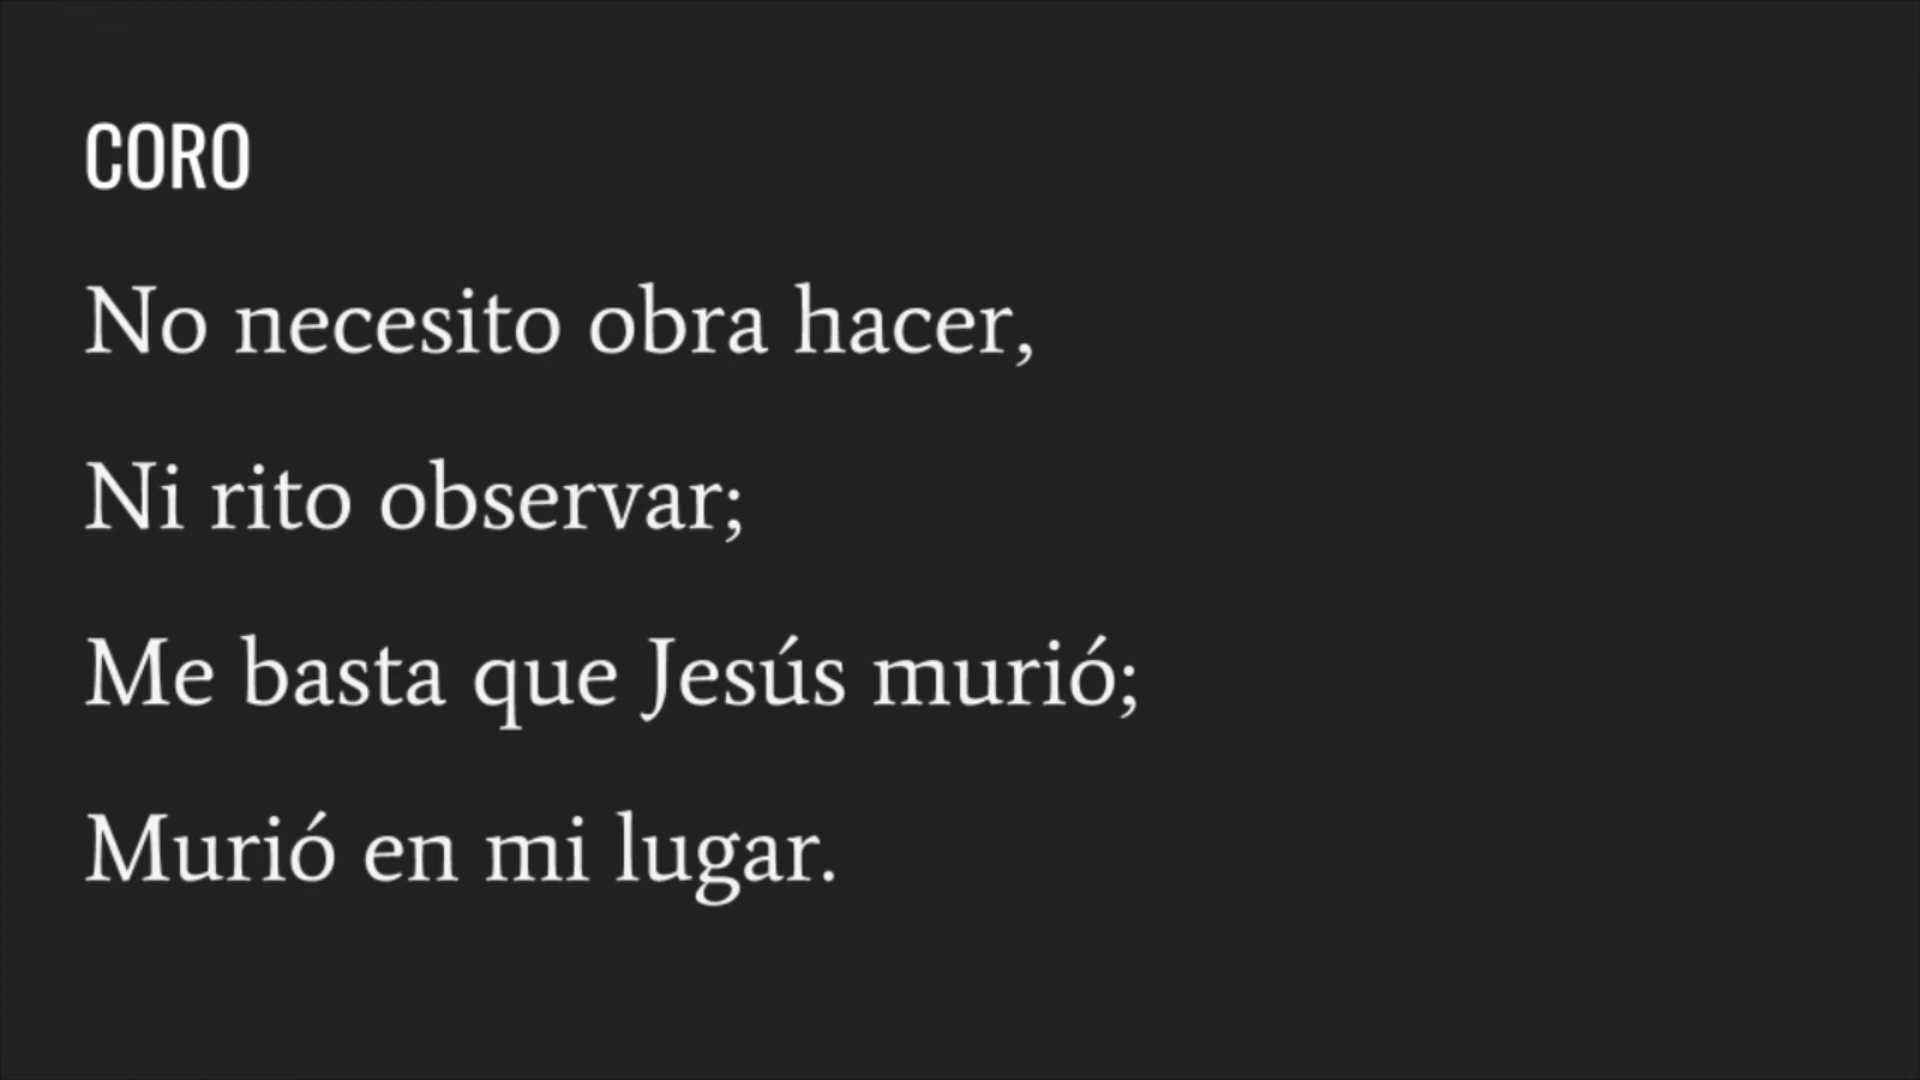 CORO
No necesito obra hacer,
Ni rito observar;
Me basta que Jesús murió;
Murió en mi lugar.